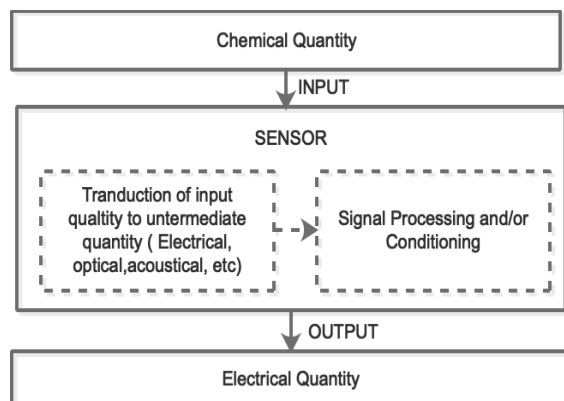 Chemical Quantity
INPUT
SENSOR
Tranduction of input
qualtity to untermediate
quantity ( Electrical,
optical,acoustical, etc)
Signal Processing and/or
Conditioning
OUTPUT
Electrical Quantity